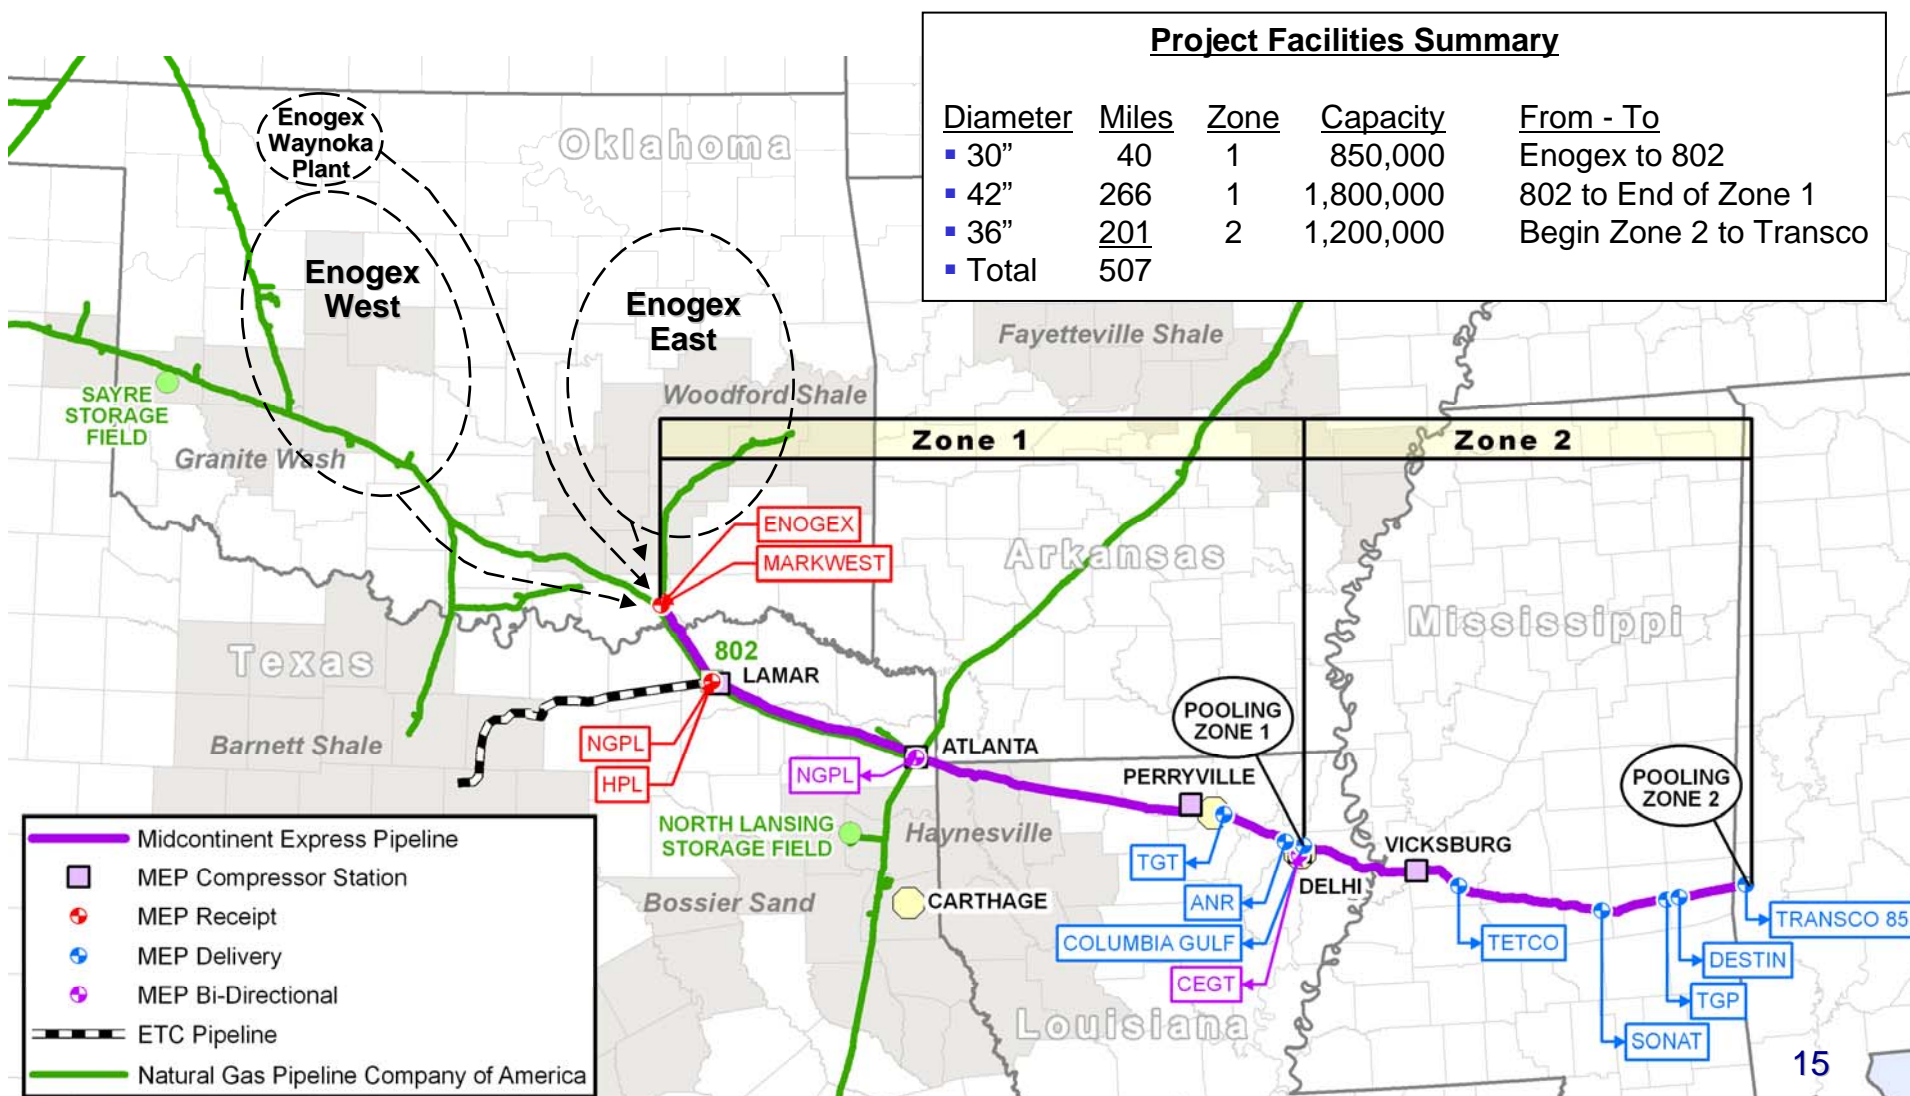 Project Facilities Summary
Diameter Miles Zone Capacity From - To
▪ 30” 40 1 850,000 Enogex to 802
▪ 42” 266 1 1,800,000 802 to End of Zone 1
▪ 36” 201 2 1,200,000 Begin Zone 2 to Transco
▪ Total 507
Enogex
Waynoka
Plant
Oklahoma
Enogex
West
Enogex
East
Fayetteville Shale
Woodford Shale
SAYRE
STORAGE
FIELD
Granite Wash
Zone 1
Zone 2
ENOGEX
MARKWEST
Arkansas
Mississippi
Texas
802
LAMAR
Barnett Shale
NGPL
HPL
NGPL
ATLANTA
POOLING
ZONE 1
PERRYVILLE
POOLING
ZONE 2
NORTH LANSING
STORAGE FIELD
Haynesville
VICKSBURG
TGT
DELHI
ANR
Bossier Sand
CARTHAGE
COLUMBIA GULF
CEGT
TETCO
TRANSCO 85
DESTIN
TGP
SONAT
Louisiana
Midcontinent Express Pipeline
MEP Compressor Station
MEP Receipt
MEP Delivery
MEP Bi-Directional
ETC Pipeline
Natural Gas Pipeline Company of America
15